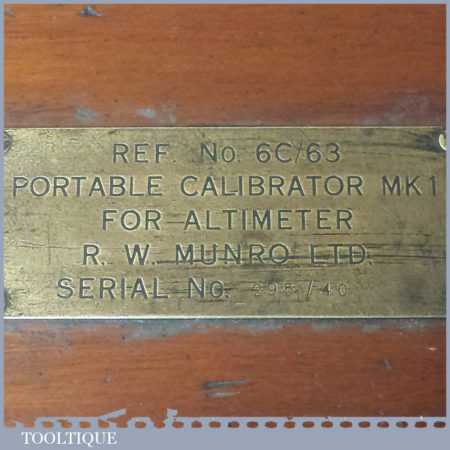 REF. No. 6C/63
PORTABLE CALIBRATOR MK1
FOR ALTIMETER
R. W. MUNRO LTD.
SERIAL No.
TOOLTIQUE